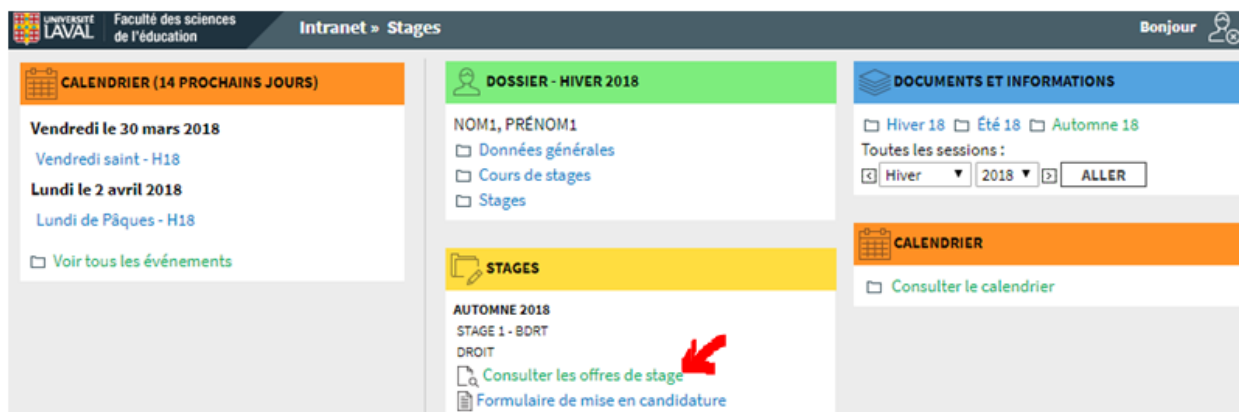 UNIVERSITÉ
LAVAL
Faculté des sciences
de l'éducation
Intranet » Stages
Bonjour
CALENDRIER (14 PROCHAINS JOURS)
Vendredi le 30 mars 2018
Vendredi saint - H18
Lundi le 2 avril 2018
Lundi de Pâques - H18
Voir tous les événements
DOSSIER - HIVER 2018
NOM1, PRÉNOM1
Données générales
Cours de stages
Stages
STAGES
AUTOMNE 2018
STAGE 1 - BDRT
DROIT
Consulter les offres de stage
Formulaire de mise en candidature
DOCUMENTS ET INFORMATIONS
Hiver 18 Été 18 Automne 18
Toutes les sessions :
Hiver 2018 ALLER
CALENDRIER
Consulter le calendrier